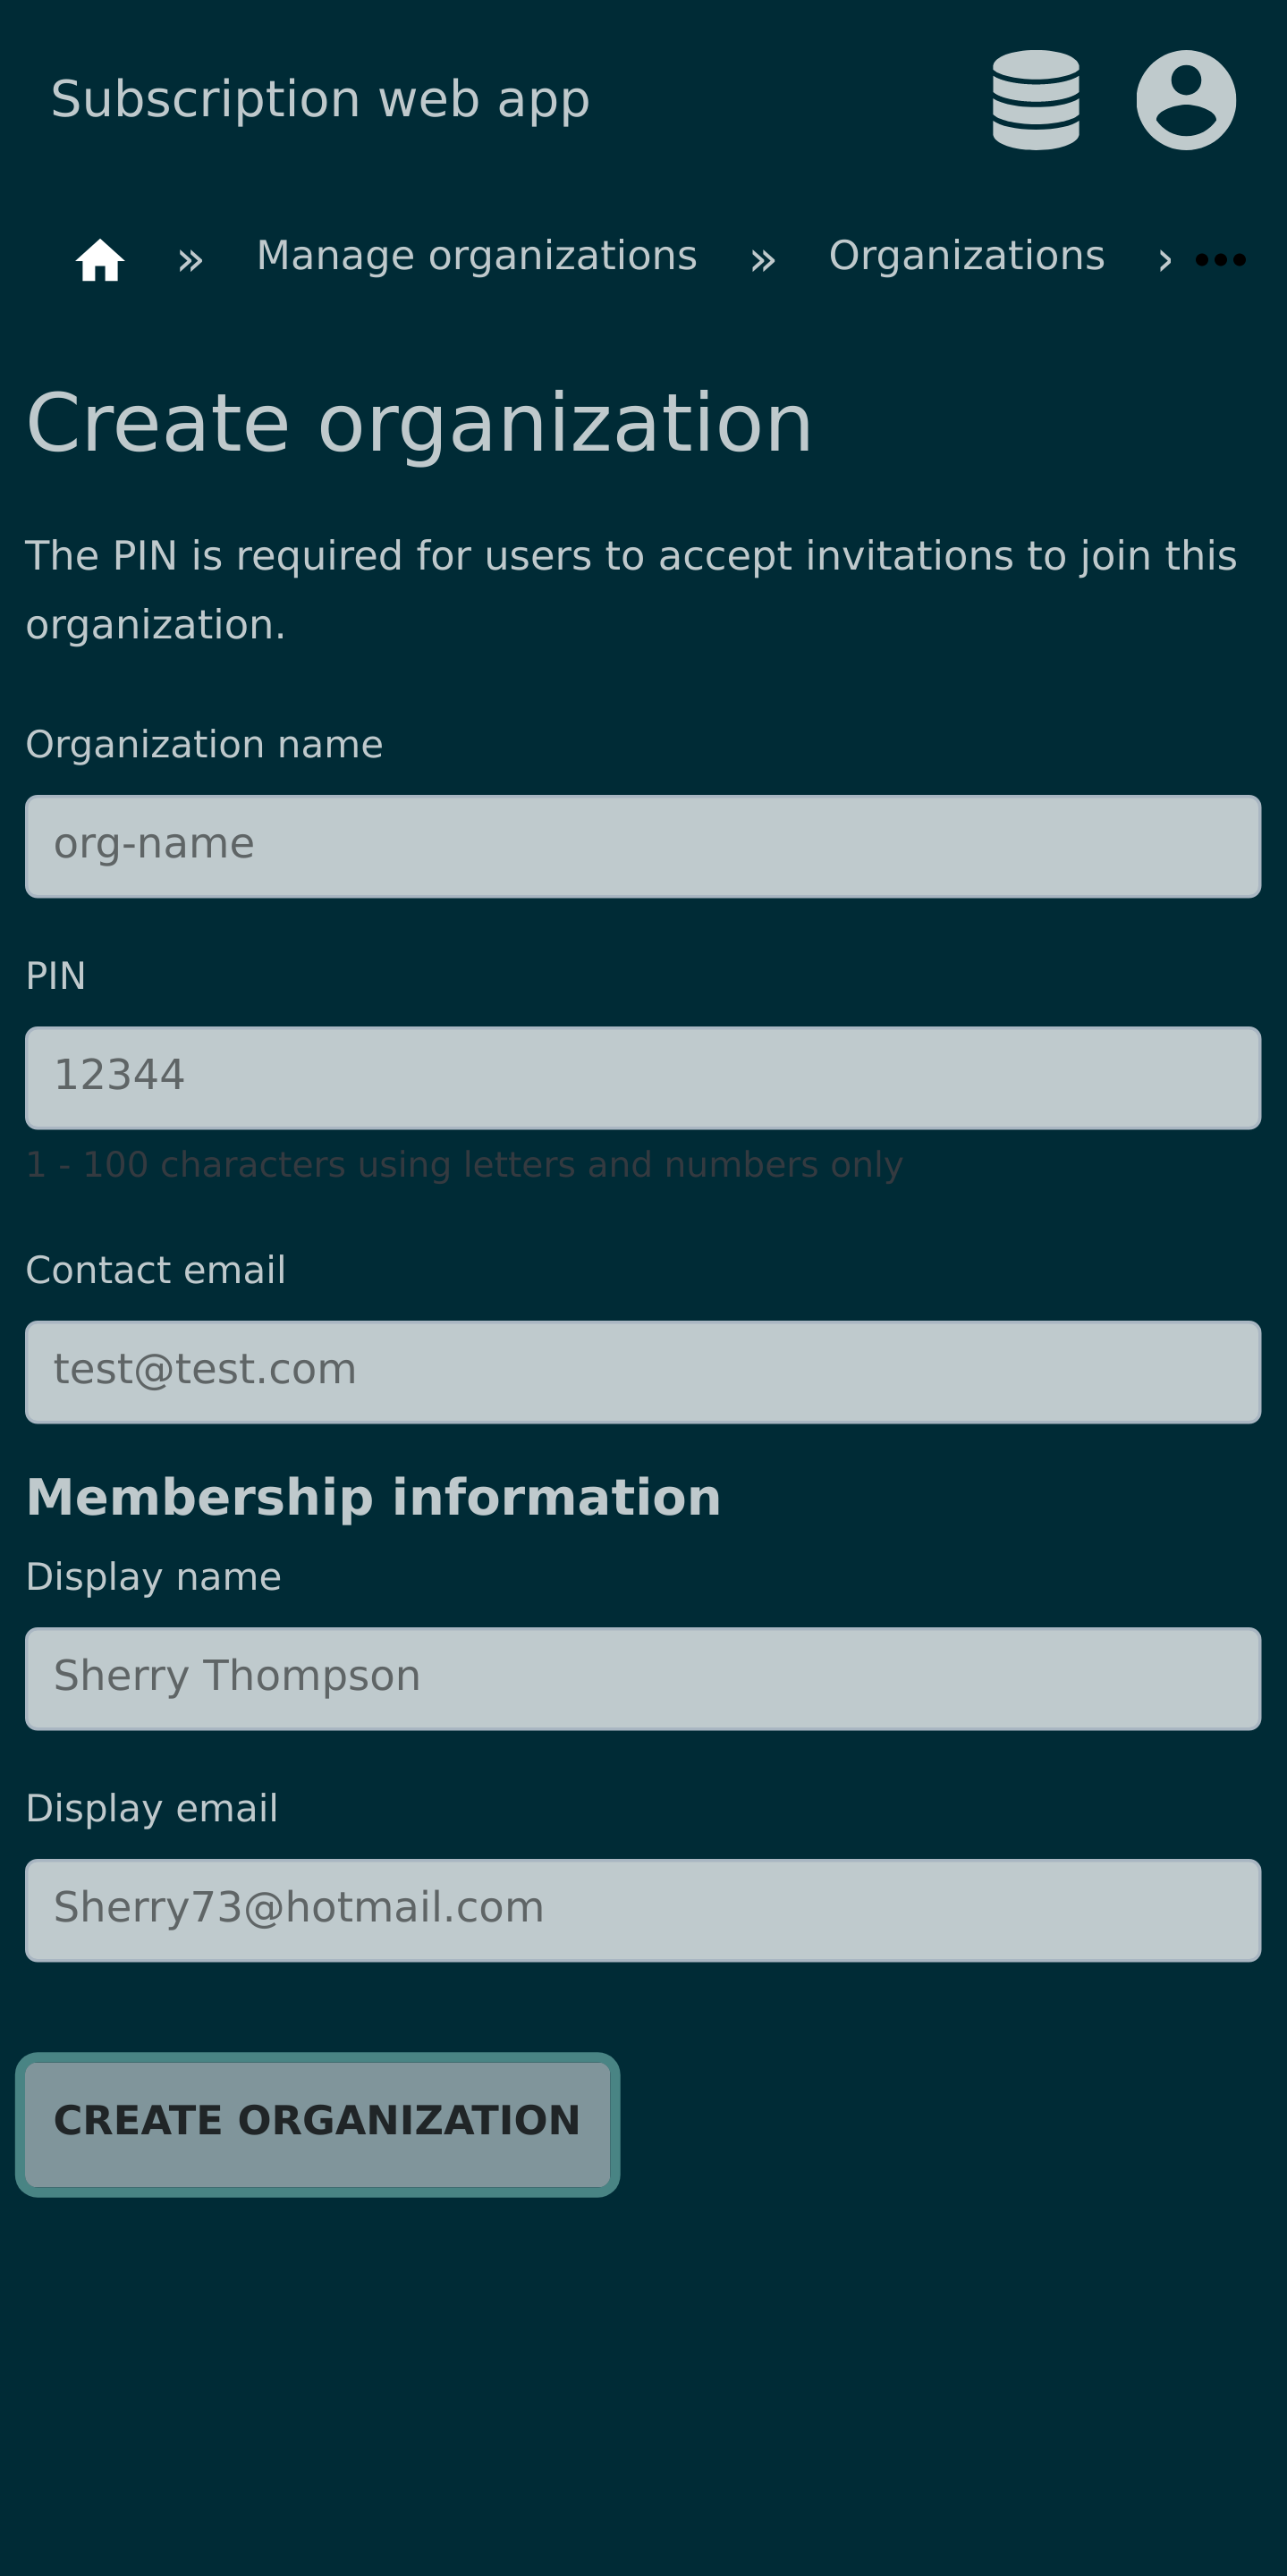 Subscription web app
» Manage organizations » Organizations › •••
Create organization
The PIN is required for users to accept invitations to join this
organization.
Organization name
org-name
PIN
12344
1 - 100 characters using letters and numbers only
Contact email
test@test.com
Membership information
Display name
Sherry Thompson
Display email
Sherry73@hotmail.com
CREATE ORGANIZATION